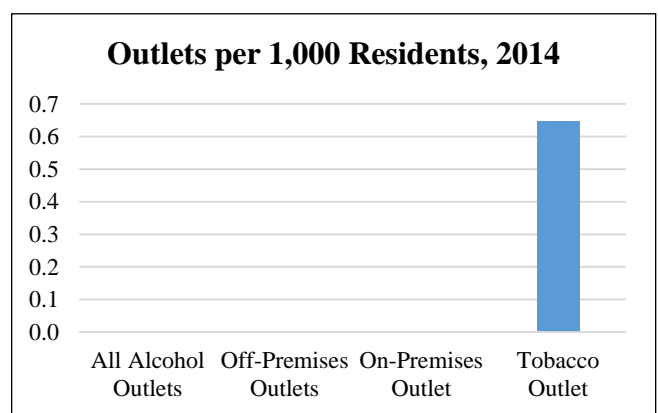 Outlets per 1,000 Residents, 2014
0.7
0.6
0.5
0.4
0.3
0.2
0.1
0.0
All Alcohol Outlets
Off-Premises Outlets
On-Premises Outlet
Tobacco Outlet